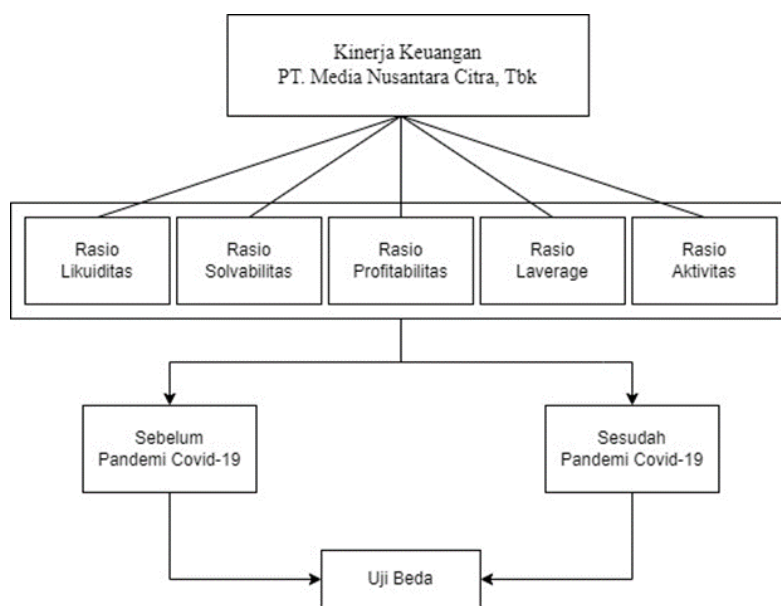 Kinerja Keuangan
PT. Media Nusantara Citra, Tbk
Rasio
Likuiditas
Rasio
Solvabilitas
Rasio
Profitabilitas
Rasio
Laverage
Rasio
Aktivitas
Sebelum
Pandemi Covid-19
Sesudah
Pandemi Covid-19
Uji Beda